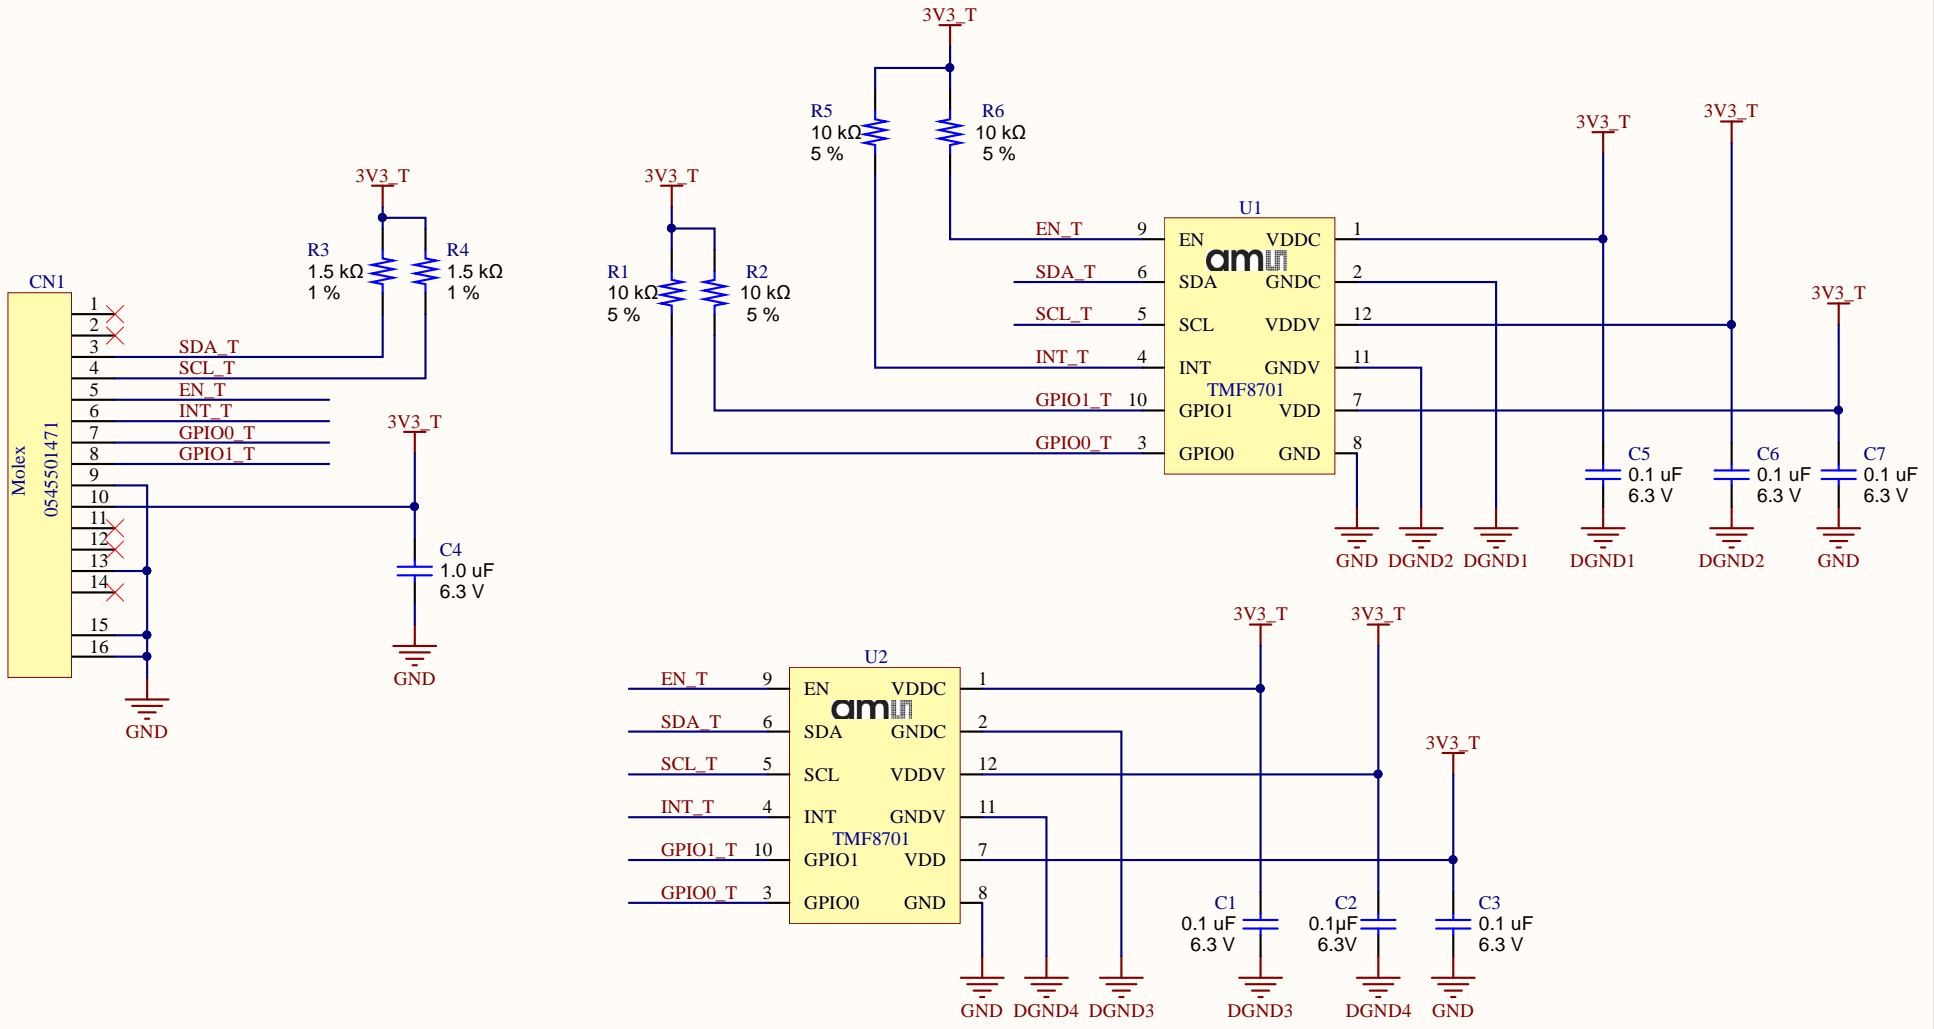 CN1
Molex
0545501471
1
2
3 SDA_T
4 SCL_T
5 EN_T
6 INT_T
7 GPIO0_T
8 GPIO1_T
9
10
11
12
13
14
15
16
GND
3V3_T
R3
1.5 kΩ
1 %
R4
1.5 kΩ
1 %
3V3_T
C4
1.0 uF
6.3 V
GND
3V3_T
R1
10 kΩ
5 %
R2
10 kΩ
5 %
3V3_T
R5
10 kΩ
5 %
R6
10 kΩ
5 %
U1
EN_T 9 EN VDDC 1
am
SDA_T 6 SDA GNDC 2
SCL_T 5 SCL VDDV 12
INT_T 4 INT GNDV 11
TMF8701
GPIO1_T 10 GPIO1 VDD 7
GPIO0_T 3 GPIO0 GND 8
GND DGND2 DGND1
3V3_T
C5
0.1 uF
6.3 V
DGND1
3V3_T
C6
0.1 uF
6.3 V
DGND2
3V3_T
C7
0.1 uF
6.3 V
GND
U2
EN_T 9 EN VDDC 1
am
SDA_T 6 SDA GNDC 2
SCL_T 5 SCL VDDV 12
INT_T 4 INT GNDV 11
TMF8701
GPIO1_T 10 GPIO1 VDD 7
GPIO0_T 3 GPIO0 GND 8
GND DGND4 DGND3
3V3_T
C1
0.1 uF
6.3 V
DGND3
3V3_T
C2
0.1µF
6.3V
DGND4
3V3_T
C3
0.1 uF
6.3 V
GND